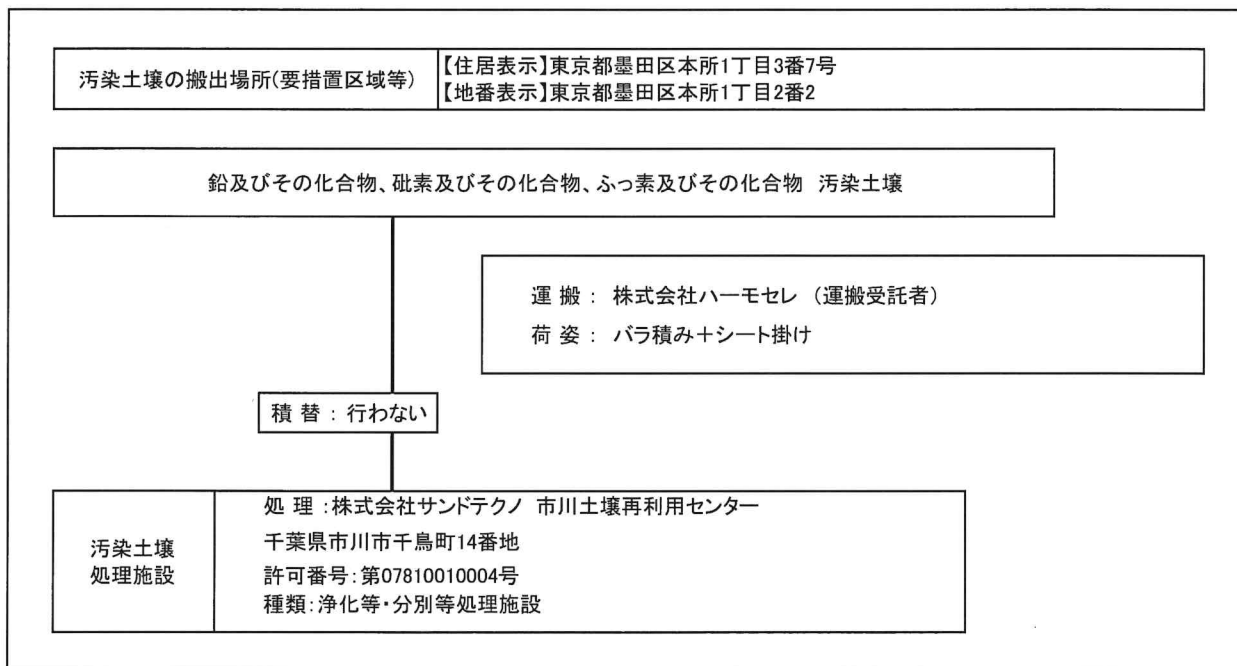 汚染土壌の搬出場所(要措置区域等)
【住居表示】東京都墨田区本所1丁目3番7号
【地番表示】東京都墨田区本所1丁目2番2
鉛及びその化合物、砒素及びその化合物、ふっ素及びその化合物 汚染土壌
運 搬 : 株式会社ハーモセレ (運搬受託者)
荷 姿 : バラ積み+シート掛け
積 替 : 行わない
汚染土壌
処理施設
処 理 :株式会社サンドテクノ 市川土壌再利用センター
千葉県市川市千鳥町14番地
許可番号:第07810010004号
種類:浄化等・分別等処理施設